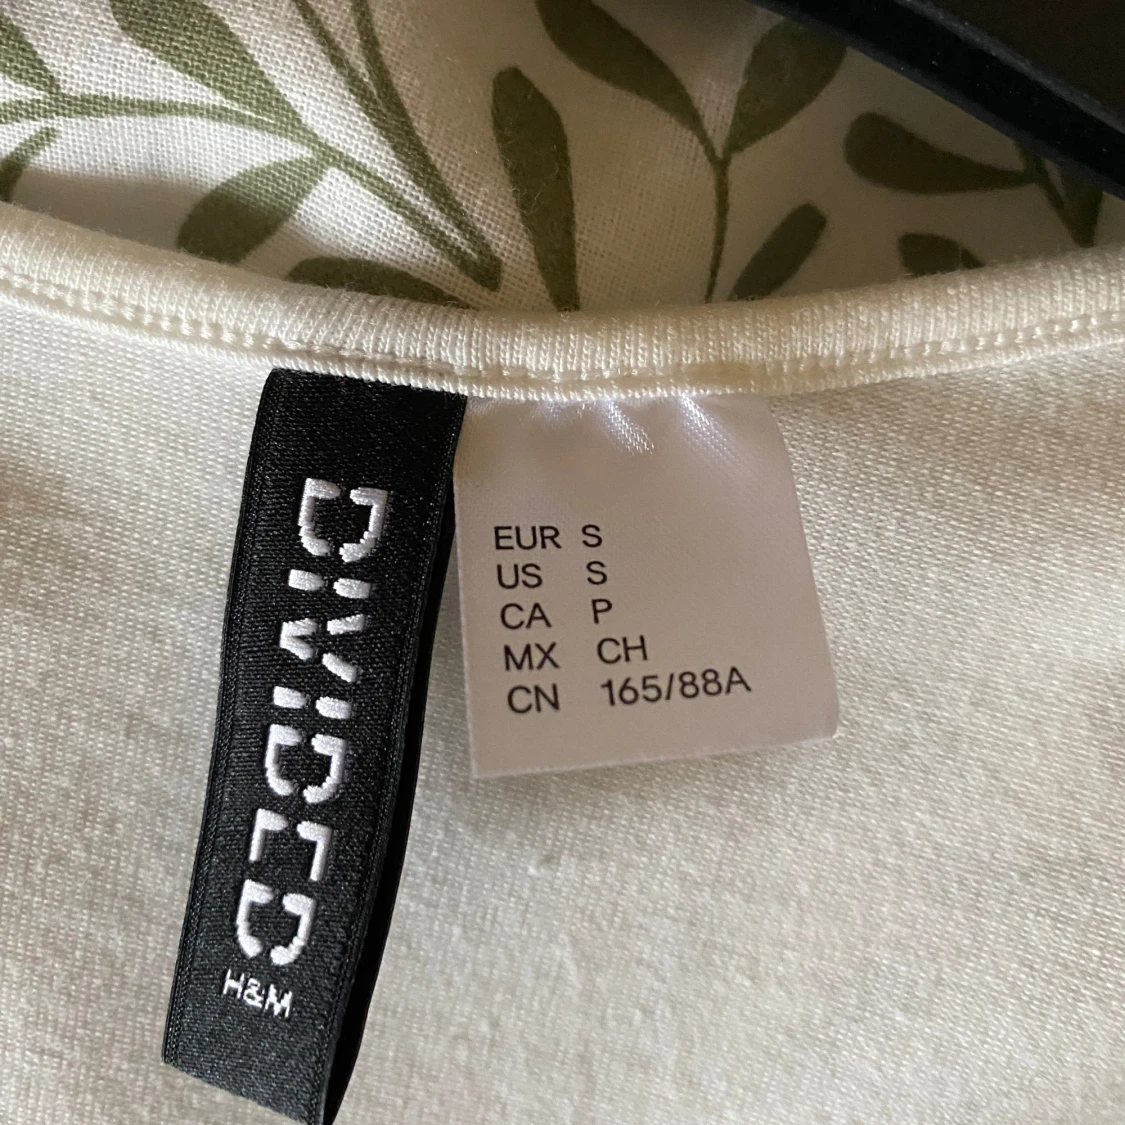 DIVIDED
H&M
EUR S
US S
CA P
MX CH
CN 165/88A